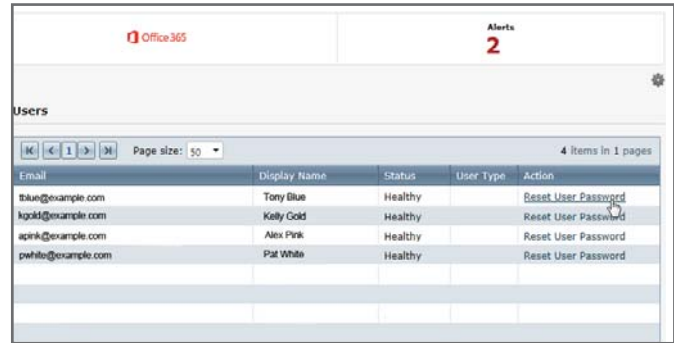 Office 365
Alerts
2
Users
1 Page size: 50 4 items in 1 pages
Email Display Name Status User Type Action
tblue@example.com Tony Blue Healthy Reset User Password
kgold@example.com Kelly Gold Healthy Reset User Password
apink@example.com Alex Pink Healthy Reset User Password
pwhite@example.com Pat White Healthy Reset User Password